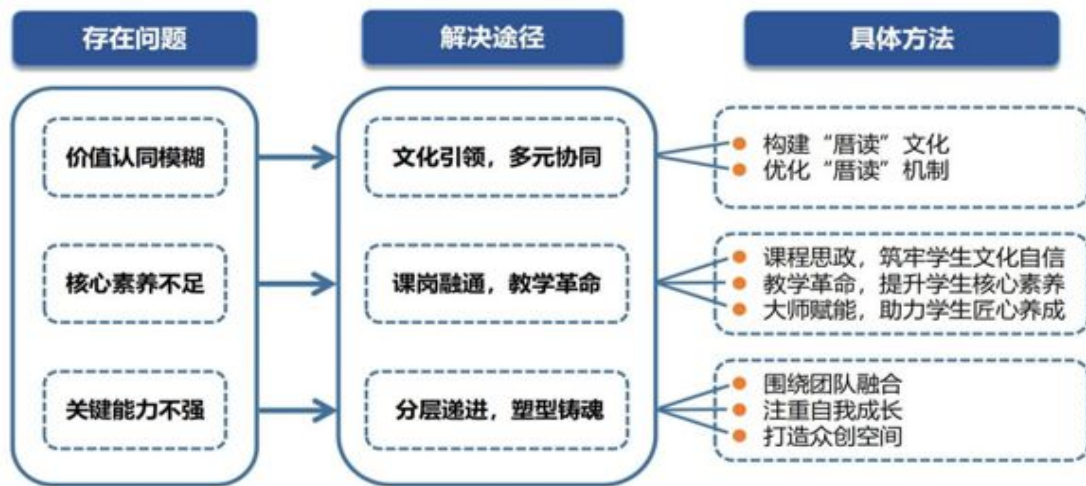 存在问题
解决途径
具体方法
价值认同模糊
文化引领，多元协同
构建“厝读”文化
优化“厝读”机制
核心素养不足
课岗融通，教学革命
课程思政，筑牢学生文化自信
教学革命，提升学生核心素养
大师赋能，助力学生匠心养成
关键能力不强
分层递进，塑型铸魂
围绕团队融合
注重自我成长
打造众创空间